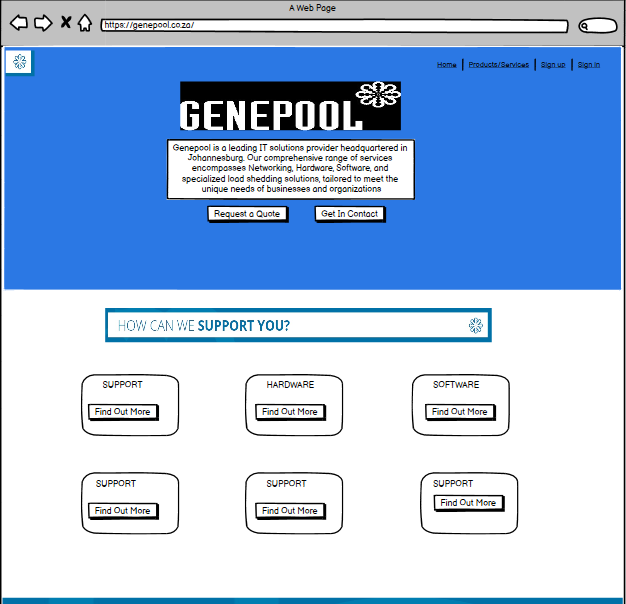 A Web Page
https://genepool.co.za/
Home Products/Services Sign up Sign in
GENEPOOL
Genepool is a leading IT solutions provider headquartered in
Johannesburg. Our comprehensive range of services
encompasses Networking, Hardware, Software, and
specialized load shedding solutions, tailored to meet the
unique needs of businesses and organizations
Request a Quote Get In Contact
HOW CAN WE SUPPORT YOU?
SUPPORT HARDWARE SOFTWARE
Find Out More Find Out More Find Out More
SUPPORT SUPPORT SUPPORT
Find Out More Find Out More Find Out More